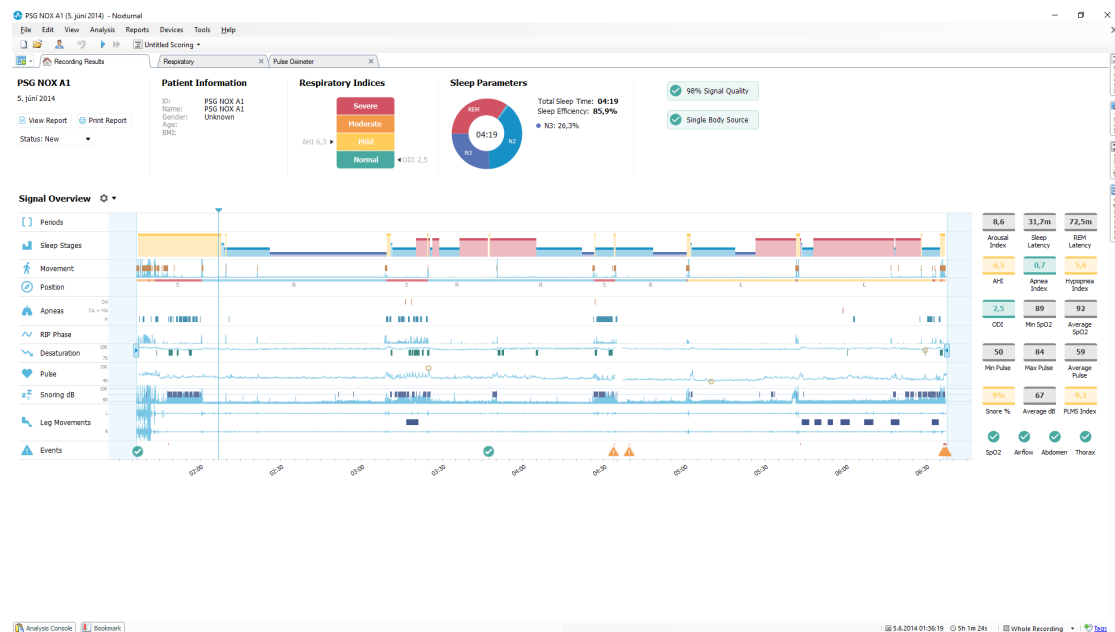 PSG NOX A1 (5. júní 2014) - Noxturnal
File Edit View Analysis Reports Devices Tools Help
Untitled Scoring
Recording Results
Respiratory
Pulse Oximeter
PSG NOX A1
5. júní 2014
View Report Print Report
Status: New
Patient Information
ID: PSG NOX A1
Name: PSG NOX A1
Gender: Unknown
Age:
BMI:
Respiratory Indices
Severe
Moderate
AHI 6,3 Mild
Normal ODI 2,5
Sleep Parameters
REM
N2
N3
04:19
Total Sleep Time: 04:19
Sleep Efficiency: 85,9%
N3: 26,3%
98% Signal Quality
Single Body Source
Signal Overview
Periods
Sleep Stages
Movement
Position
S R S R S R L L
Apneas
OA
CA + MA
H
RIP Phase
Desaturation
100
70
Pulse
100
40
Snoring dB
100
60
Leg Movements
L
R
Events
02:00 02:30 03:00 03:30 04:00 04:30 05:00 05:30 06:00 06:30
8,6 31,7m 72,5m
Arousal Index Sleep Latency REM Latency
6,3 0,7 5,6
AHI Apnea Index Hypopnea Index
2,5 89 92
ODI Min SpO2 Average SpO2
50 84 59
Min Pulse Max Pulse Average Pulse
9% 67 8,3
Snore % Average dB PLMS Index
SpO2 Airflow Abdomen Thorax
Analysis Console Bookmark
5.6.2014 01:36:19 5h 1m 24s Whole Recording Tags